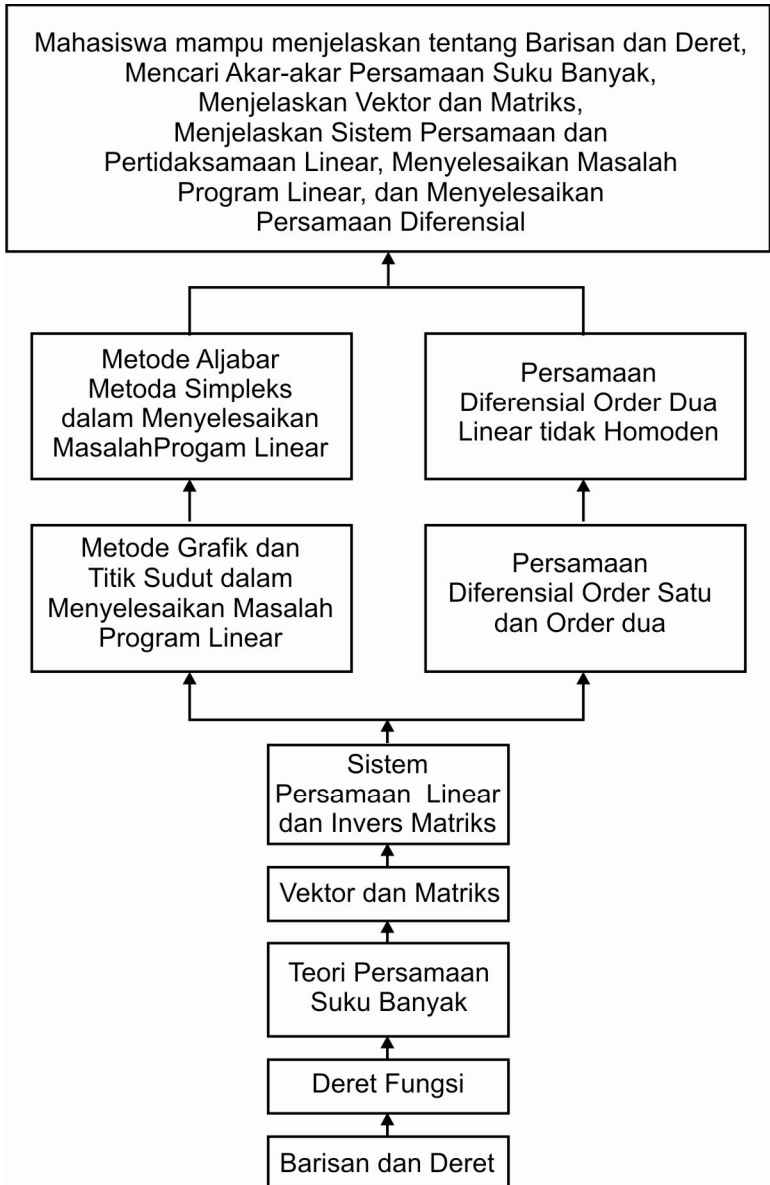 Mahasiswa mampu menjelaskan tentang Barisan dan Deret,
Mencari Akar-akar Persamaan Suku Banyak,
Menjelaskan Vektor dan Matriks,
Menjelaskan Sistem Persamaan dan
Pertidaksamaan Linear, Menyelesaikan Masalah
Program Linear, dan Menyelesaikan
Persamaan Diferensial
Metode Aljabar
Metoda Simpleks
dalam Menyelesaikan
MasalahProgam Linear
Persamaan
Diferensial Order Dua
Linear tidak Homoden
Metode Grafik dan
Titik Sudut dalam
Menyelesaikan Masalah
Program Linear
Persamaan
Diferensial Order Satu
dan Order dua
Sistem
Persamaan Linear
dan Invers Matriks
Vektor dan Matriks
Teori Persamaan
Suku Banyak
Deret Fungsi
Barisan dan Deret